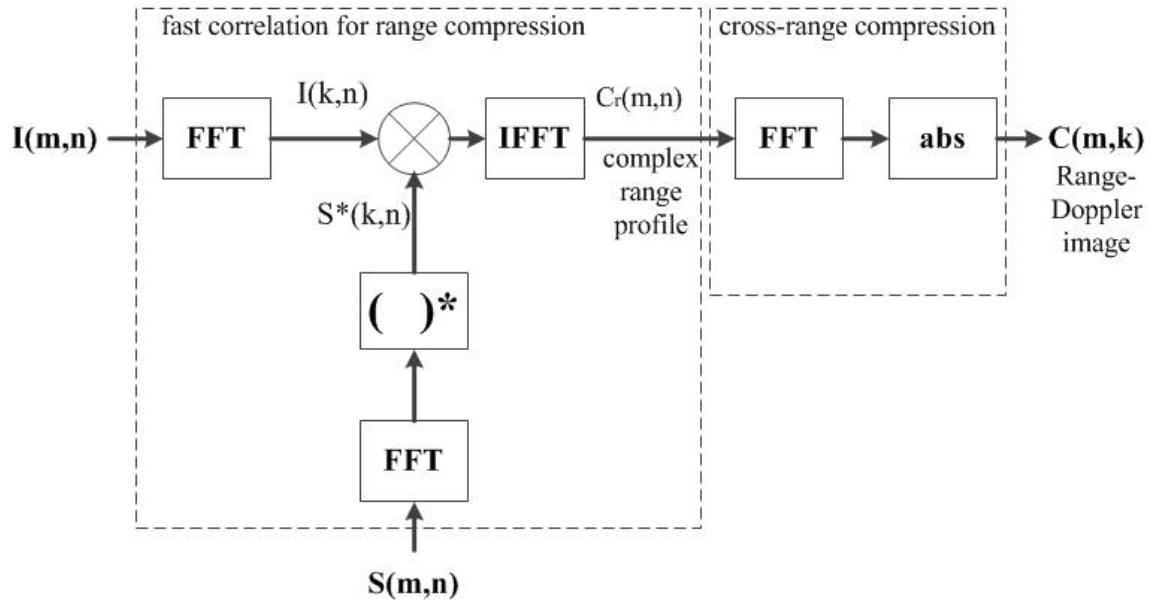 fast correlation for range compression
cross-range compression
I(m,n)
FFT
I(k,n)
IFFT
Cr(m,n)
complex
range
profile
FFT
abs
C(m,k)
Range-
Doppler
image
S*(k,n)
( )*
FFT
S(m,n)